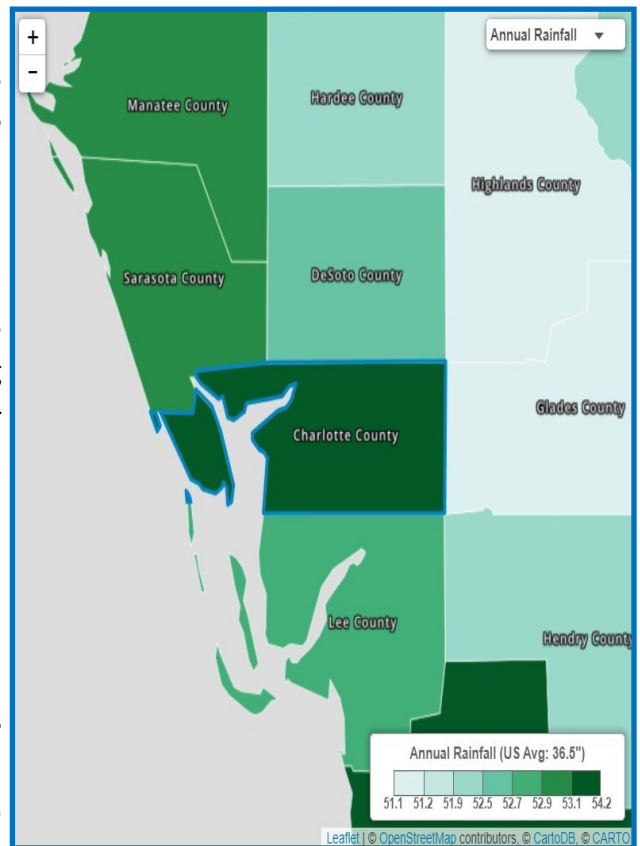 +
Annual Rainfall
-
Manatee County
Hardee County
Highlands County
Sarasota County
DeSoto County
Glades County
Charlotte County
Lee County
Hendry County
Annual Rainfall (US Avg: 36.5")
51.1 51.2 51.9 52.5 52.7 52.9 53.1 54.2
Leaflet | © OpenStreetMap contributors, © CartoDB, © CARTO